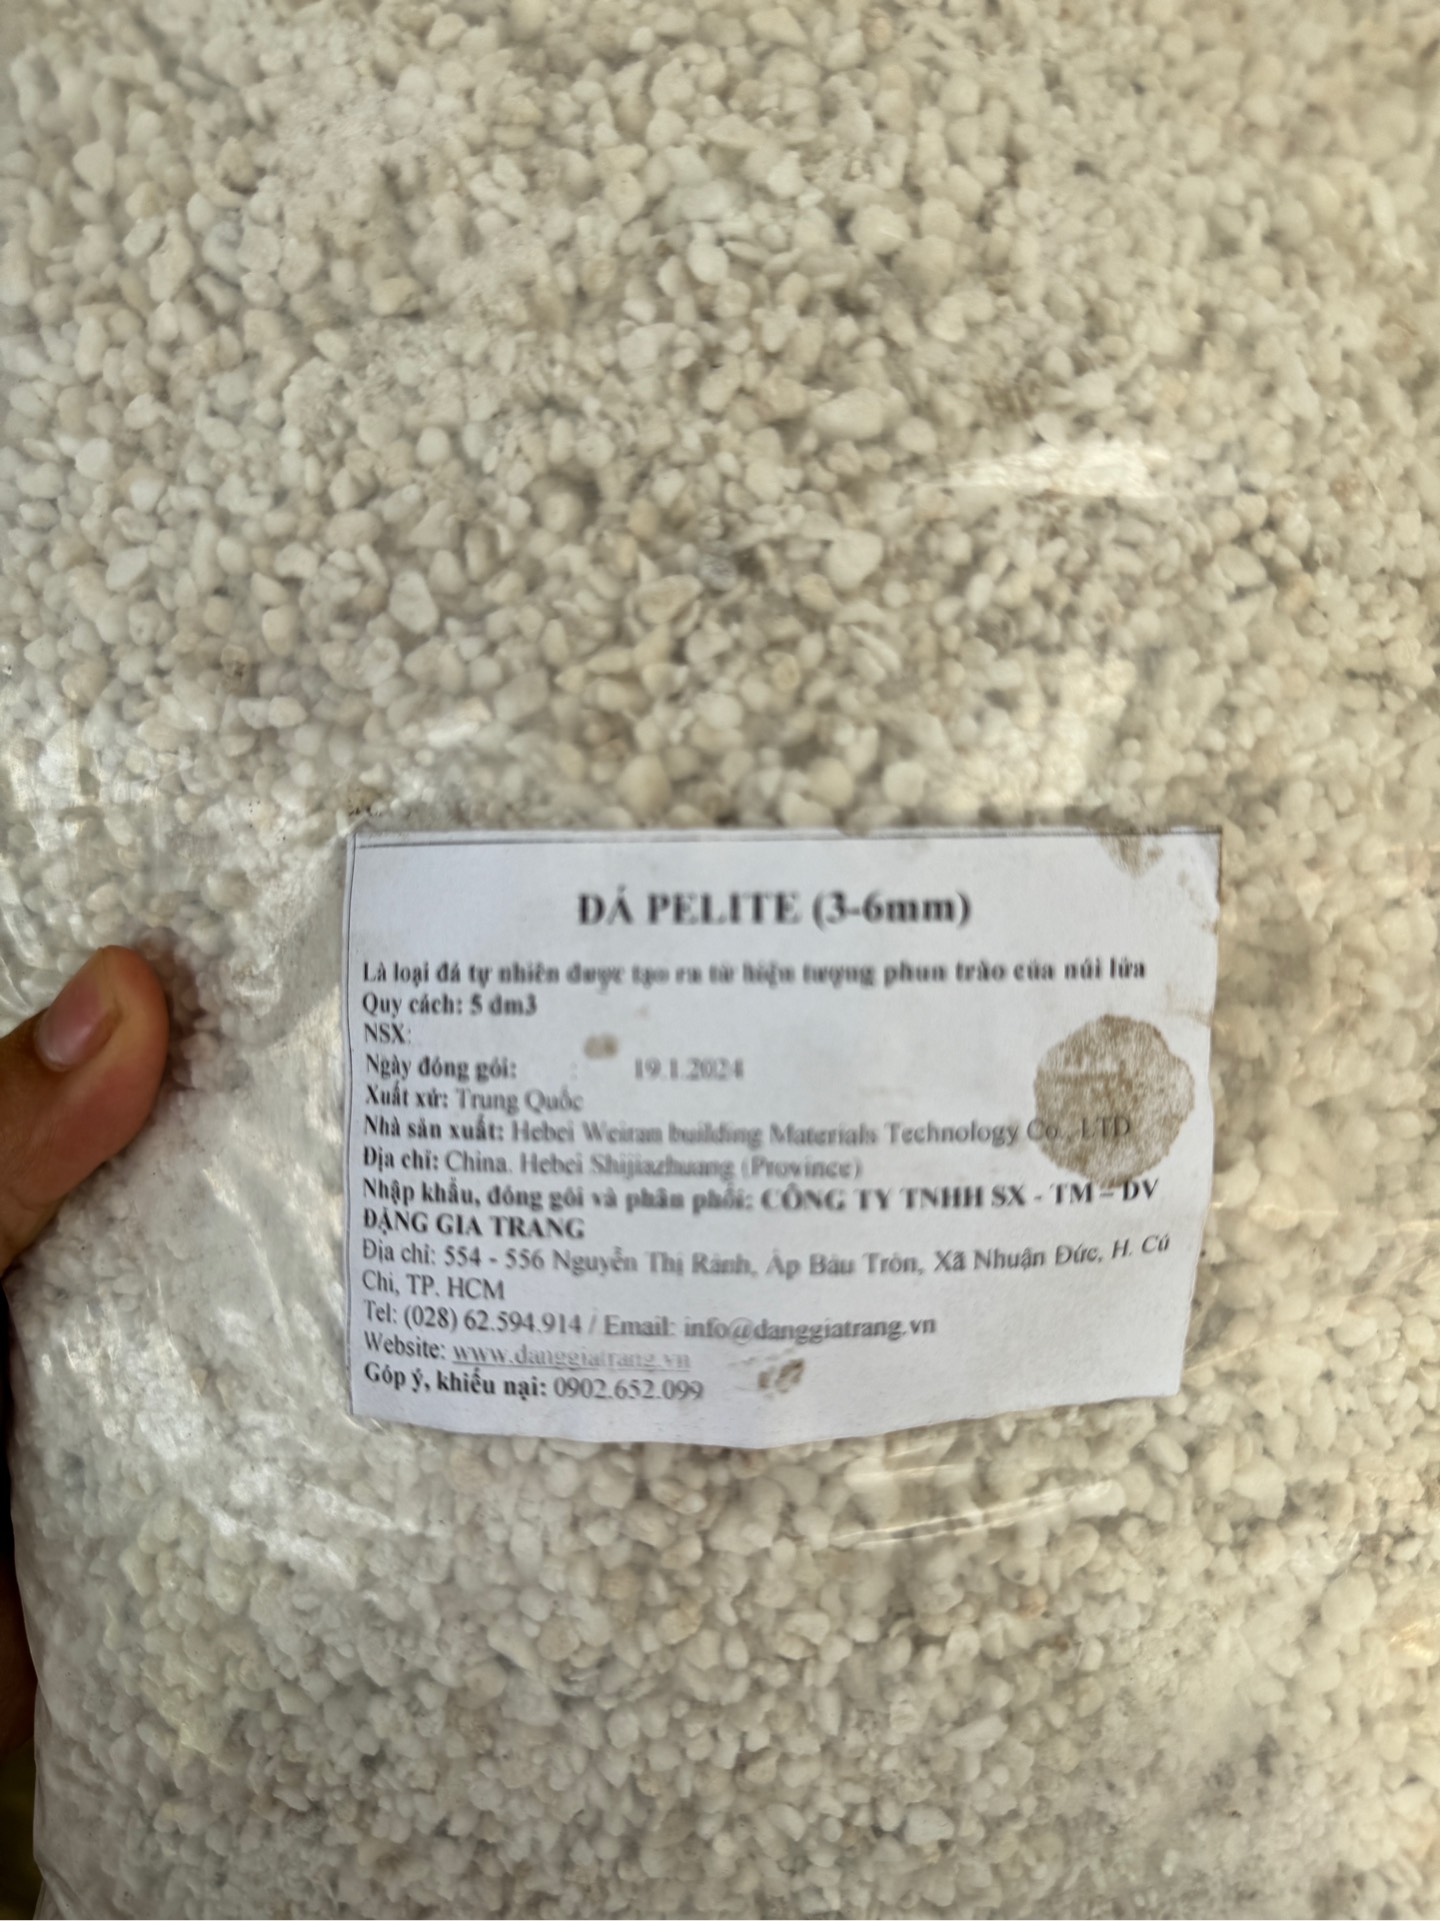 ĐÁ PELITE (3-6mm)
Là loại đá tự nhiên được tạo ra từ hiện tượng phun trào của núi lửa
Quy cách: 5 dm3
NSX:
Ngày đóng gói: : 19.1.2024
Xuất xứ: Trung Quốc
Nhà sản xuất: Hebei Weiran building Materials Technology Co., LTD
Địa chỉ: China. Hebei Shijiazhuang (Province)
Nhập khẩu, đóng gói và phân phối: CÔNG TY TNHH SX - TM – DV
ĐẶNG GIA TRANG
Địa chỉ: 554 - 556 Nguyễn Thị Rành, Ấp Bàu Tròn, Xã Nhuận Đức, H. Củ
Chi, TP. HCM
Tel: (028) 62.594.914 / Email: info@danggiatrang.vn
Website: www.danggiatrang.vn
Góp ý, khiếu nại: 0902.652.099